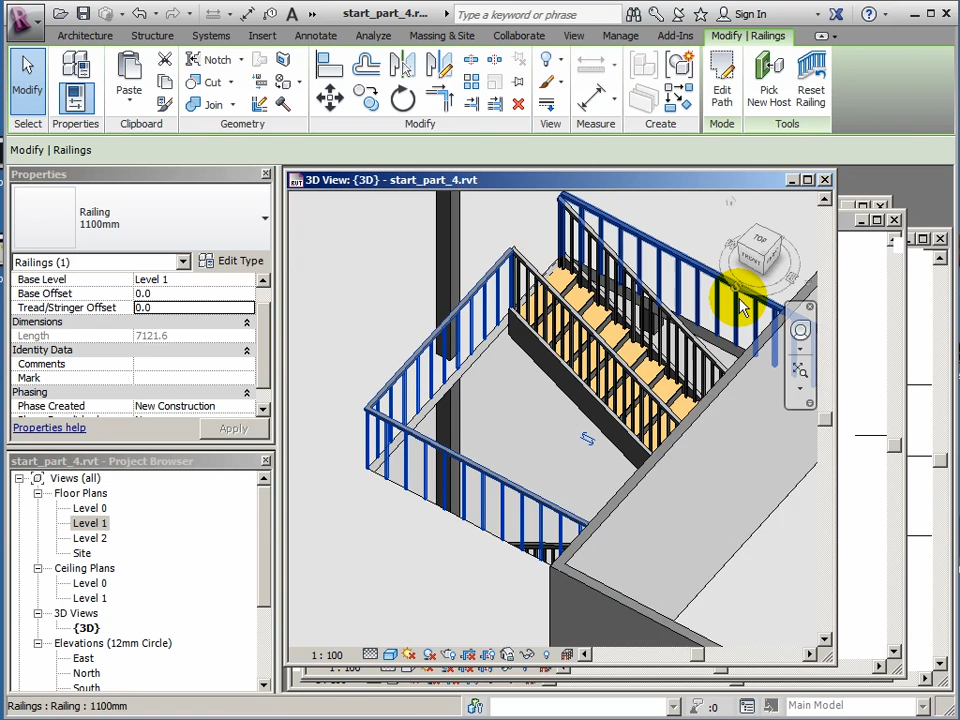 start_part_4.r...
Type a keyword or phrase
Sign In
Architecture Structure Systems Insert Annotate Analyze Massing & Site Collaborate View Manage Add-Ins Modify | Railings
Modify Paste Notch Cut Join Edit Path Pick New Host Reset Railing
Select Properties Clipboard Geometry Modify View Measure Create Mode Tools
Modify | Railings
Properties
Railing
1100mm
Railings (1) Edit Type
Base Level Level 1
Base Offset 0.0
Tread/Stringer Offset 0.0
Dimensions
Length 7121.6
Identity Data
Comments
Mark
Phasing
Phase Created New Construction
Properties help Apply
start_part_4.rvt - Project Browser
Views (all)
Floor Plans
Level 0
Level 1
Level 2
Site
Ceiling Plans
Level 0
Level 1
3D Views
{3D}
Elevations (12mm Circle)
East
North
South
3D View: {3D} - start_part_4.rvt
TOP
FRONT
1 : 100
Railings : Railing : 1100mm
:0
Main Model